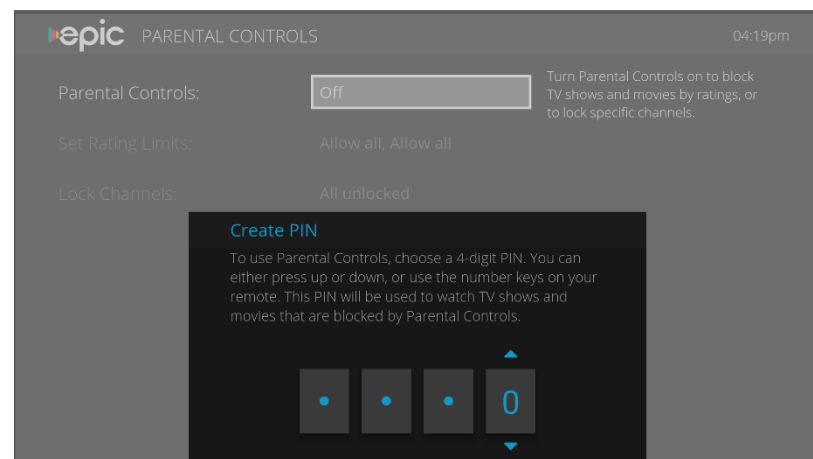 epic PARENTAL CONTROLS 04:19pm
Parental Controls: Off
Turn Parental Controls on to block
TV shows and movies by ratings, or
to lock specific channels.
Set Rating Limits: Allow all, Allow all
Lock Channels: All unlocked
Create PIN
To use Parental Controls, choose a 4-digit PIN. You can
either press up or down, or use the number keys on your
remote. This PIN will be used to watch TV shows and
movies that are blocked by Parental Controls.
0